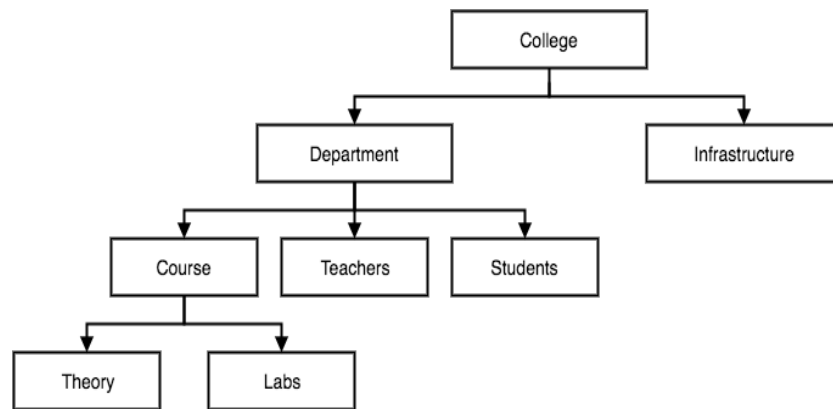 College
Department
Infrastructure
Course
Teachers
Students
Theory
Labs